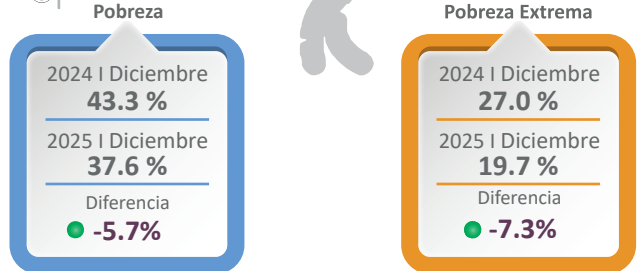 Pobreza
2024 I Diciembre
43.3 %
2025 I Diciembre
37.6 %
Diferencia
-5.7%
Pobreza Extrema
2024 I Diciembre
27.0 %
2025 I Diciembre
19.7 %
Diferencia
-7.3%